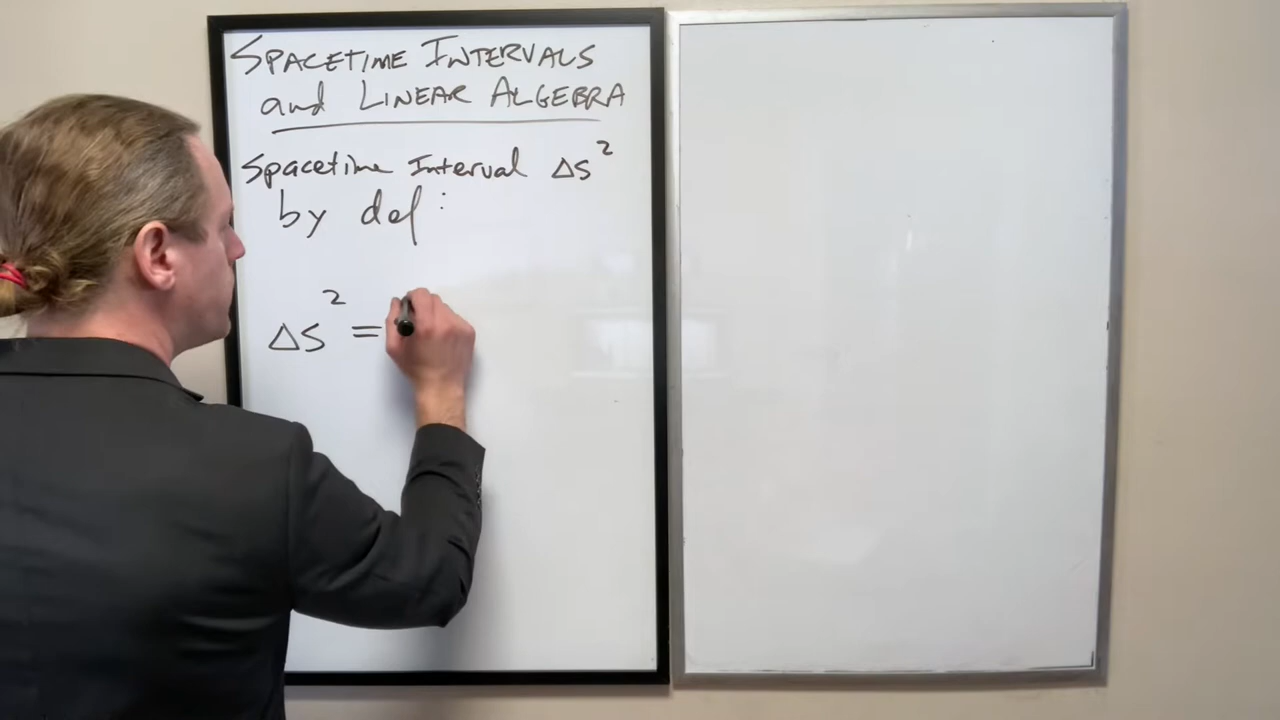 SPACETIME INTERVALS
and LINEAR ALGEBRA
Spacetime Interval Δs²
by def:
Δs² =